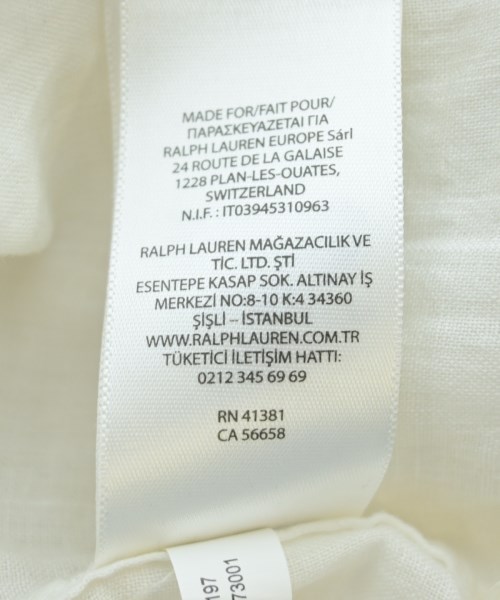 MADE FOR/FAIT POUR/
ΠΑΡΑΣΚΕΥΑΖΕΤΑΙ ΓΙΑ
RALPH LAUREN EUROPE Sárl
24 ROUTE DE LA GALAISE
1228 PLAN-LES-OUATES,
SWITZERLAND
N.I.F. : IT03945310963
RALPH LAUREN MAĞAZACILIK VE
TİC. LTD. ŞTİ
ESENTEPE KASAP SOK. ALTINAY İŞ
MERKEZİ NO:8-10 K:4 34360
ŞİŞLİ – İSTANBUL
WWW.RALPHLAUREN.COM.TR
TÜKETİCİ İLETİŞİM HATTI:
0212 345 69 69
RN 41381
CA 56658
197
73001